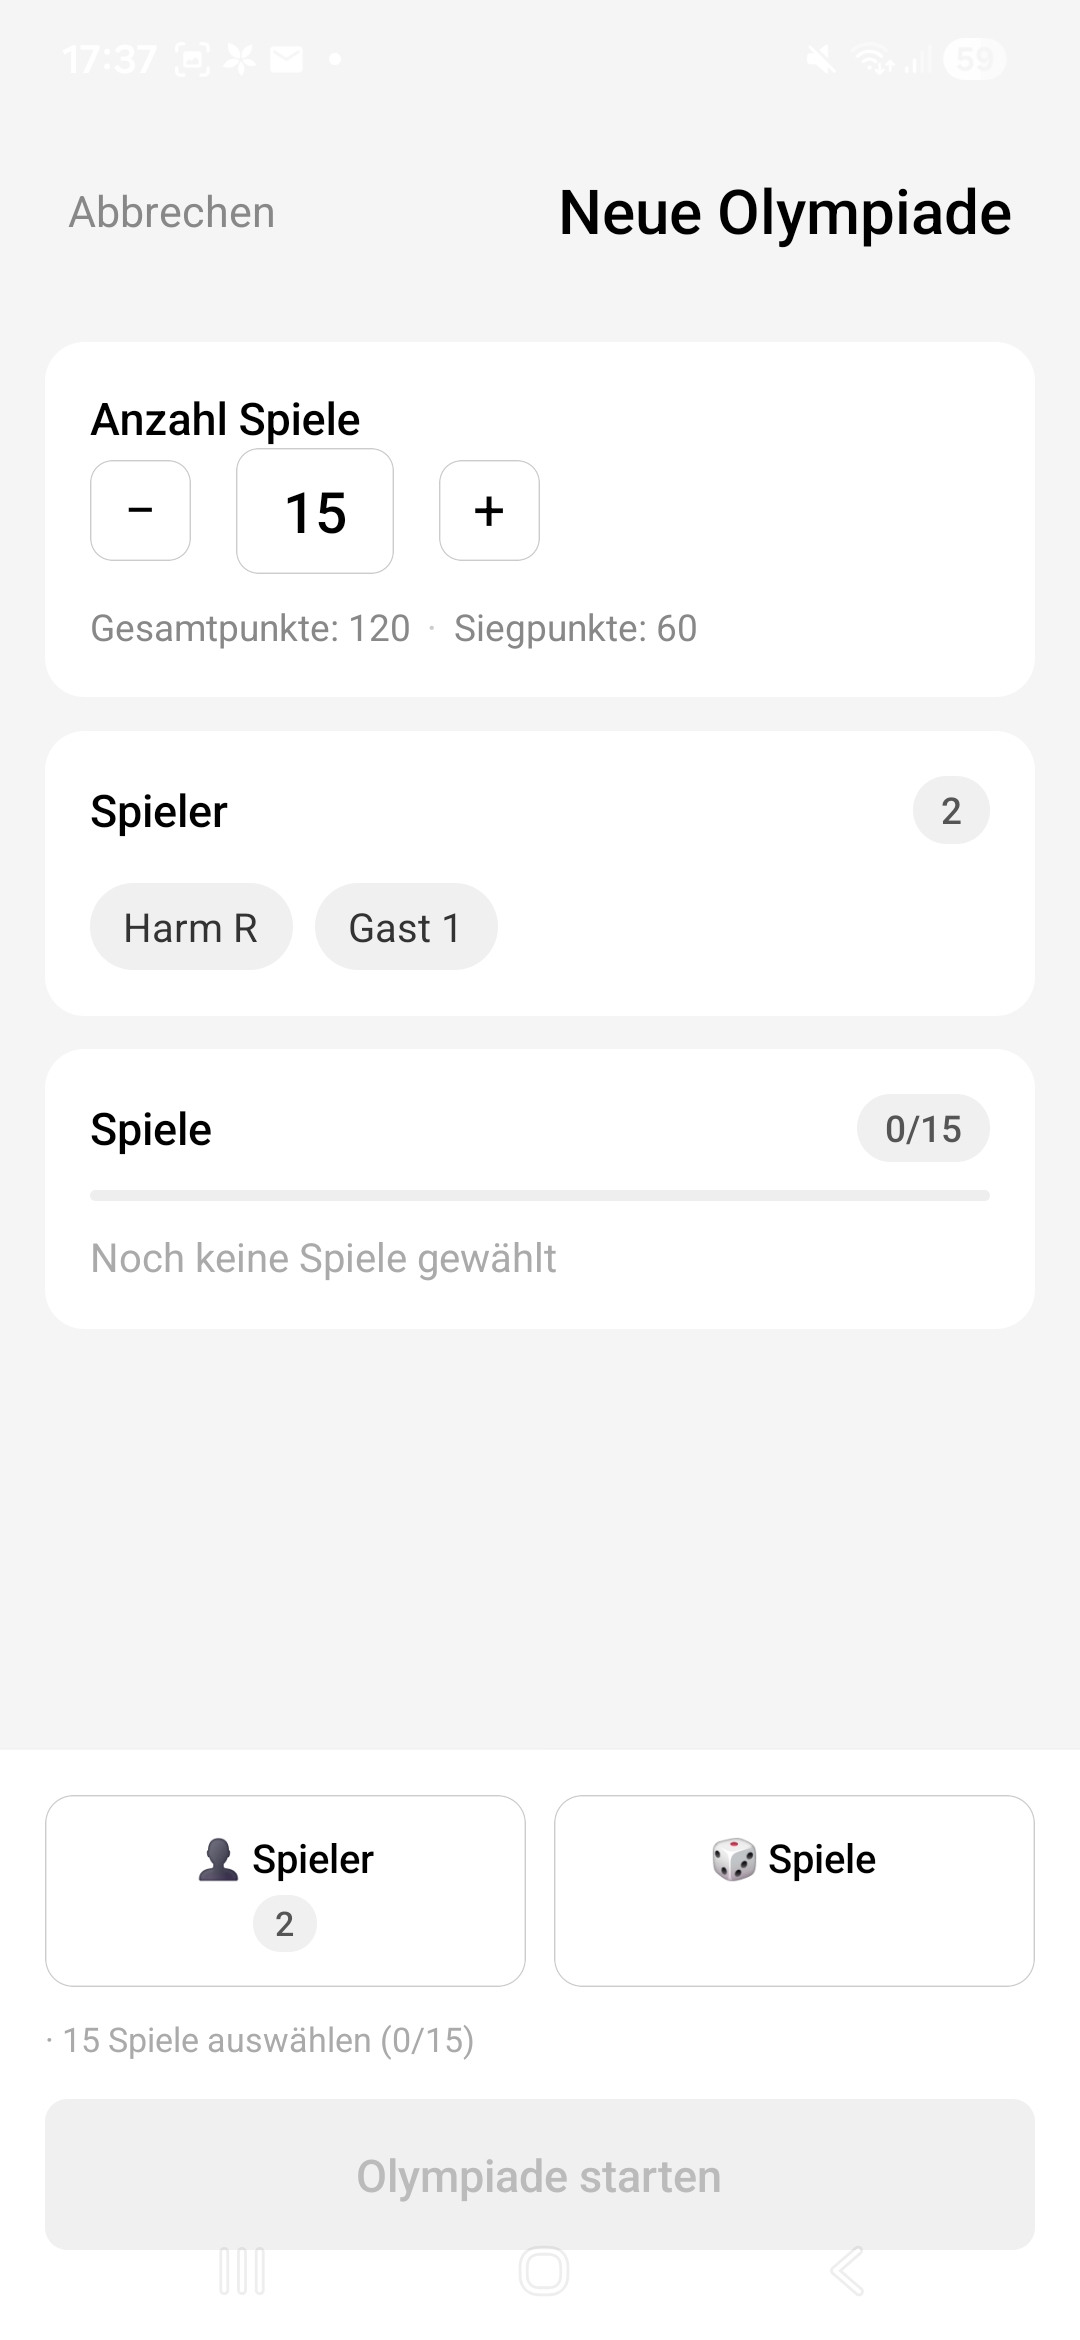 17:37
59
Abbrechen
Neue Olympiade
Anzahl Spiele
− 15 +
Gesamtpunkte: 120 · Siegpunkte: 60
Spieler
2
Harm R
Gast 1
Spiele
0/15
Noch keine Spiele gewählt
Spieler
2
Spiele
· 15 Spiele auswählen (0/15)
Olympiade starten